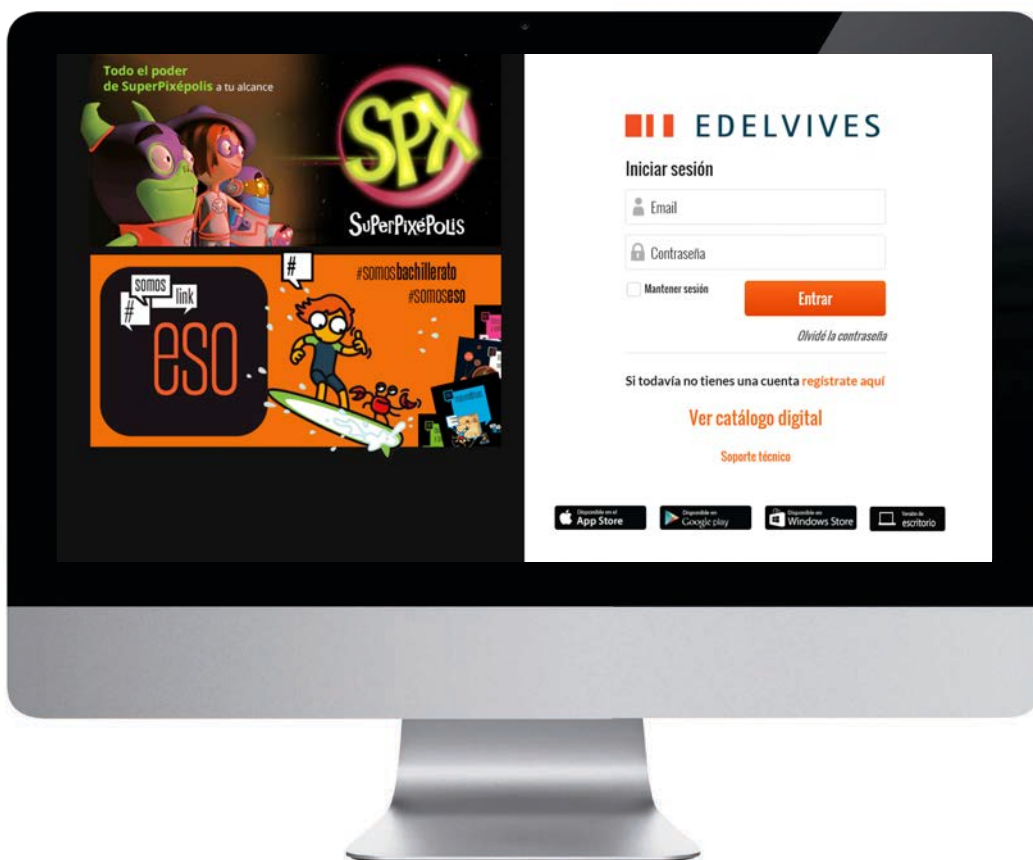 Todo el poder
de SuperPixépolis a tu alcance
SPX
SuPerPixéPolis
somos
link
#
eso
#
#somosbachillerato
#somoseso
EDELVIVES
Iniciar sesión
Email
Contraseña
Mantener sesión
Entrar
Olvidé la contraseña
Si todavía no tienes una cuenta regístrate aquí
Ver catálogo digital
Soporte técnico
Disponible en el
App Store
Disponible en
Google play
Disponible en
Windows Store
Versión de
escritorio